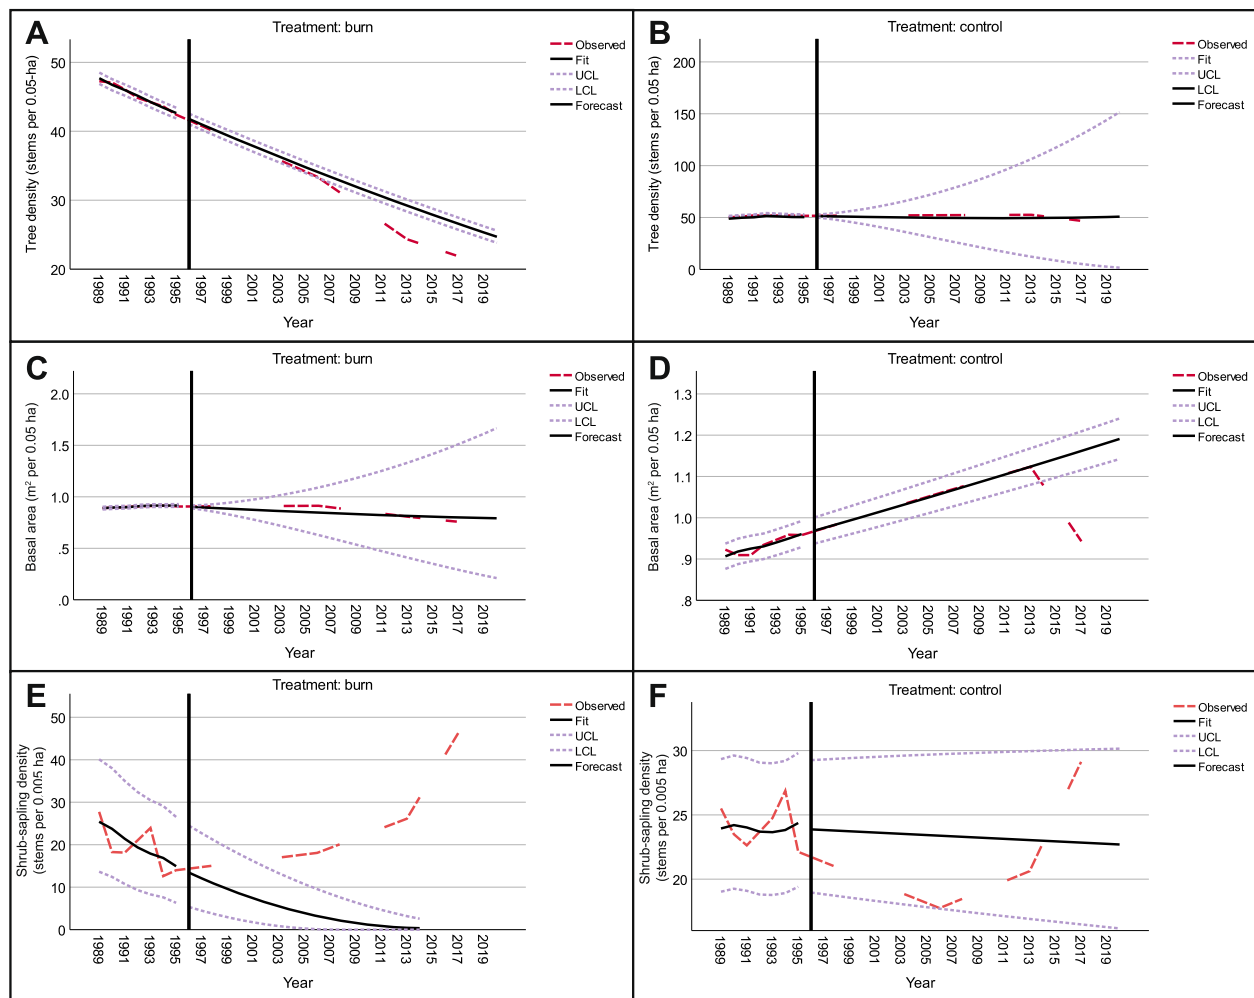 A
Treatment: burn
Tree density (stems per 0.05-ha)
50
40
30
20
1989
1991
1993
1995
1997
1999
2001
2003
2005
2007
2009
2011
2013
2015
2017
2019
Year
Observed
Fit
UCL
LCL
Forecast
B
Treatment: control
Tree density (stems per 0.05 ha)
200
150
100
50
0
1989
1991
1993
1995
1997
1999
2001
2003
2005
2007
2009
2011
2013
2015
2017
2019
Year
Observed
Fit
UCL
LCL
Forecast
C
Treatment: burn
Basal area (m² per 0.05 ha)
2.0
1.5
1.0
.5
.0
1989
1991
1993
1995
1997
1999
2001
2003
2005
2007
2009
2011
2013
2015
2017
2019
Year
Observed
Fit
UCL
LCL
Forecast
D
Treatment: control
Basal area (m² per 0.05 ha)
1.3
1.2
1.1
1.0
.9
.8
1989
1991
1993
1995
1997
1999
2001
2003
2005
2007
2009
2011
2013
2015
2017
2019
Year
Observed
Fit
UCL
LCL
Forecast
E
Treatment: burn
Shrub-sapling density
(stems per 0.005 ha)
50
40
30
20
10
0
1989
1991
1993
1995
1997
1999
2001
2003
2005
2007
2009
2011
2013
2015
2017
2019
Year
Observed
Fit
UCL
LCL
Forecast
F
Treatment: control
Shrub-sapling density
(stems per 0.005 ha)
30
25
20
1989
1991
1993
1995
1997
1999
2001
2003
2005
2007
2009
2011
2013
2015
2017
2019
Year
Observed
Fit
UCL
LCL
Forecast